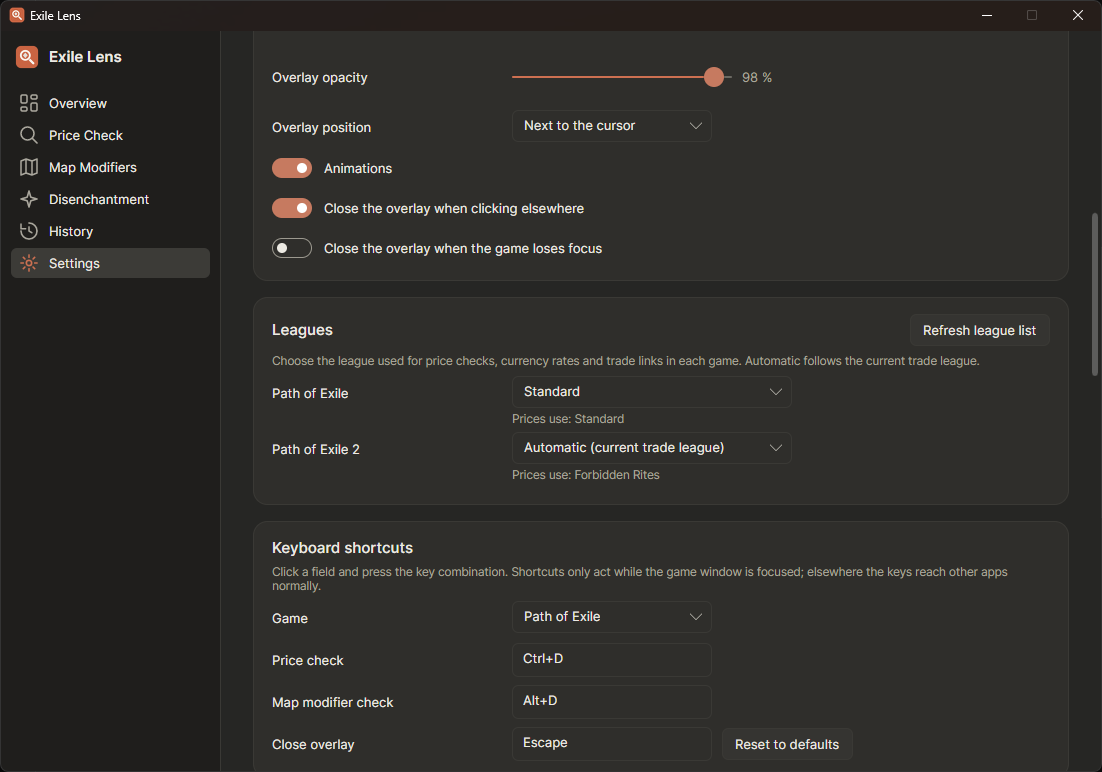 Exile Lens
Exile Lens
Overview
Price Check
Map Modifiers
Disenchantment
History
Settings
Overlay opacity
98 %
Overlay position
Next to the cursor
Animations
Close the overlay when clicking elsewhere
Close the overlay when the game loses focus
Leagues
Refresh league list
Choose the league used for price checks, currency rates and trade links in each game. Automatic follows the current trade league.
Path of Exile
Standard
Prices use: Standard
Path of Exile 2
Automatic (current trade league)
Prices use: Forbidden Rites
Keyboard shortcuts
Click a field and press the key combination. Shortcuts only act while the game window is focused; elsewhere the keys reach other apps
normally.
Game
Path of Exile
Price check
Ctrl+D
Map modifier check
Alt+D
Close overlay
Escape
Reset to defaults